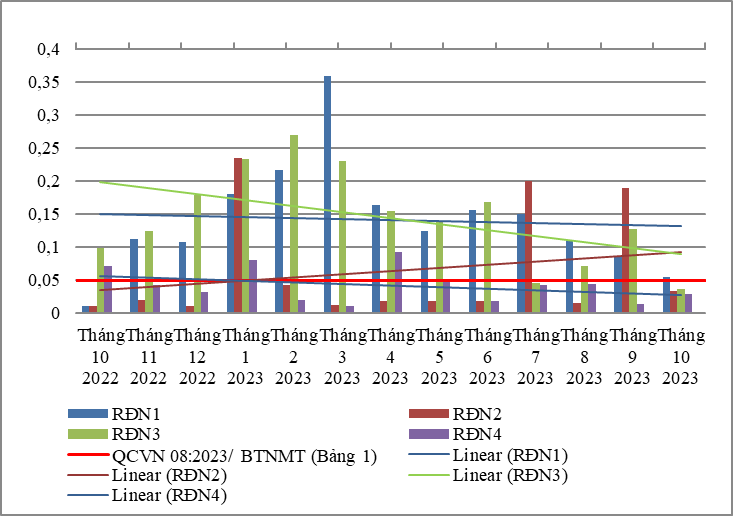 0,4
0,35
0,3
0,25
0,2
0,15
0,1
0,05
0
Tháng Tháng Tháng Tháng Tháng Tháng Tháng Tháng Tháng Tháng Tháng Tháng Tháng
10 11 12 1 2 3 4 5 6 7 8 9 10
2022 2022 2022 2023 2023 2023 2023 2023 2023 2023 2023 2023 2023
RĐN1 RĐN2
RĐN3 RĐN4
QCVN 08:2023/ BTNMT (Bảng 1) Linear (RĐN1)
Linear (RĐN2) Linear (RĐN3)
Linear (RĐN4)